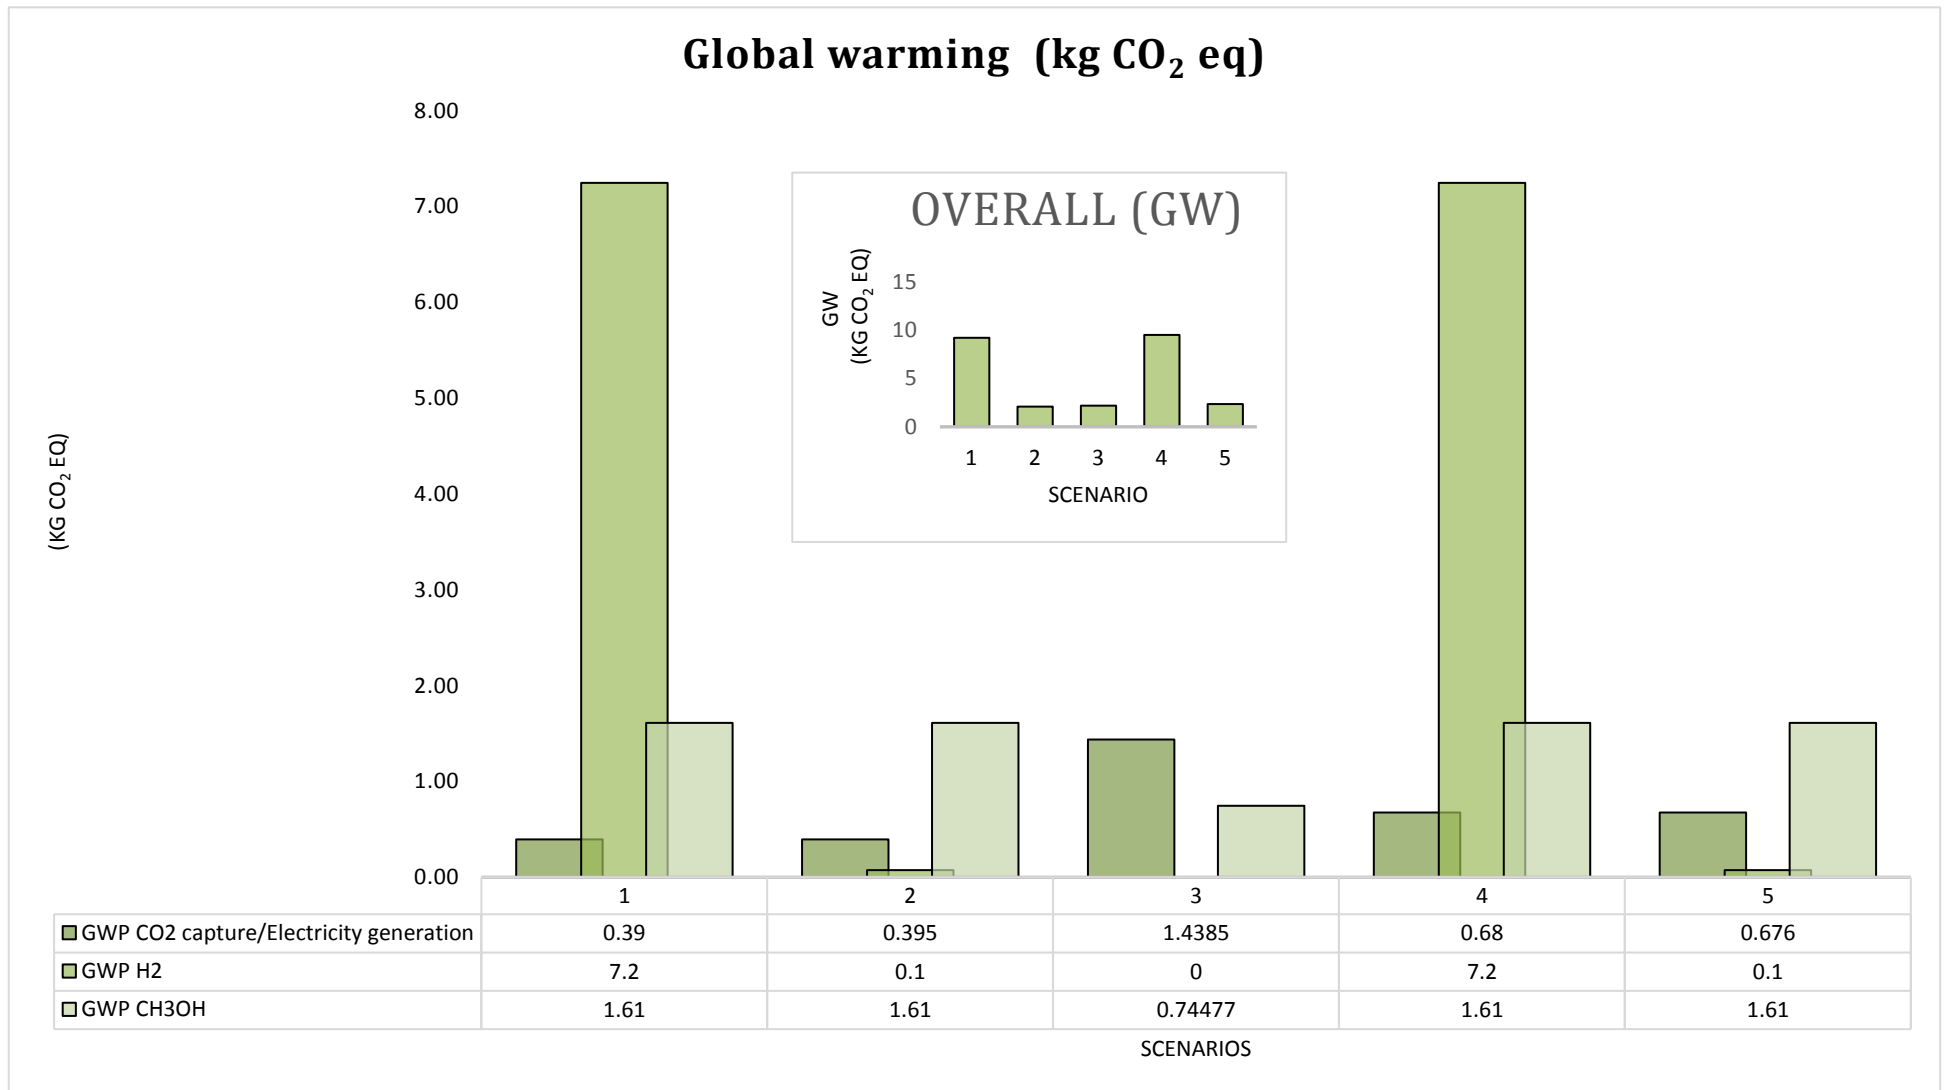 Global warming  (kg CO₂ eq)
8.00
7.00
6.00
5.00
4.00
3.00
2.00
1.00
0.00
(KG CO₂ EQ)
OVERALL (GW)
GW
(KG CO₂ EQ)
15
10
5
0
1 2 3 4 5
SCENARIO
1 2 3 4 5
GWP CO2 capture/Electricity generation 0.39 0.395 1.4385 0.68 0.676
GWP H2 7.2 0.1 0 7.2 0.1
GWP CH3OH 1.61 1.61 0.74477 1.61 1.61
SCENARIOS